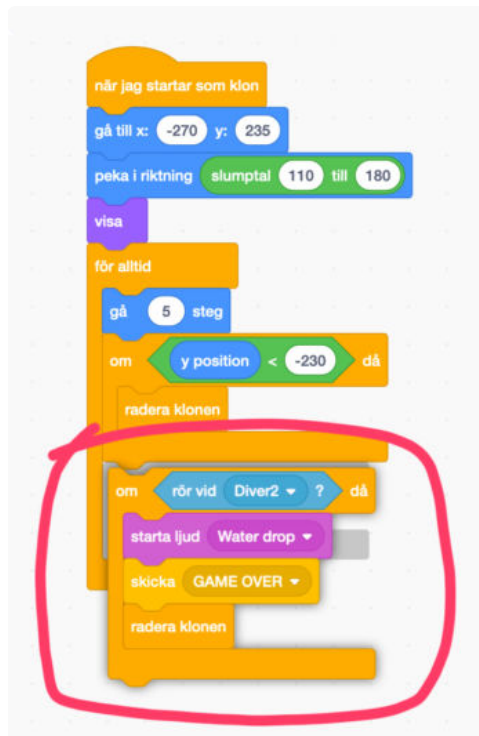 när jag startar som klon
gå till x: -270 y: 235
peka i riktning slumptal 110 till 180
visa
för alltid
gå 5 steg
om y position < -230 då
radera klonen
om rör vid Diver2 ? då
starta ljud Water drop
skicka GAME OVER
radera klonen